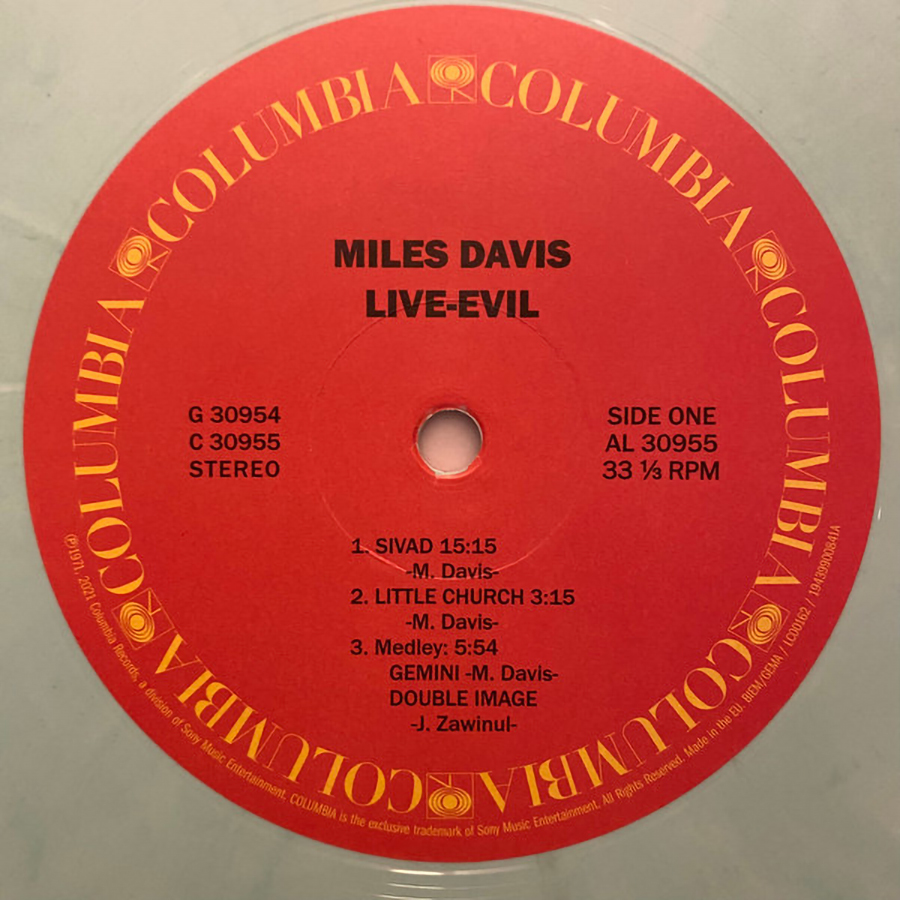 COLUMBIA COLUMBIA COLUMBIA COLUMBIA COLUMBIA COLUMBIA
MILES DAVIS
LIVE-EVIL
G 30954
C 30955
STEREO
SIDE ONE
AL 30955
33 ⅓ RPM
1. SIVAD 15:15
-M. Davis-
2. LITTLE CHURCH 3:15
-M. Davis-
3. Medley: 5:54
GEMINI -M. Davis-
DOUBLE IMAGE
-J. Zawinul-
℗1971, 2021 Columbia Records, a division of Sony Music Entertainment. COLUMBIA is the exclusive trademark of Sony Music Entertainment. All Rights Reserved. Made in the EU. BIEM/GEMA / LC00162 / 19439900841A